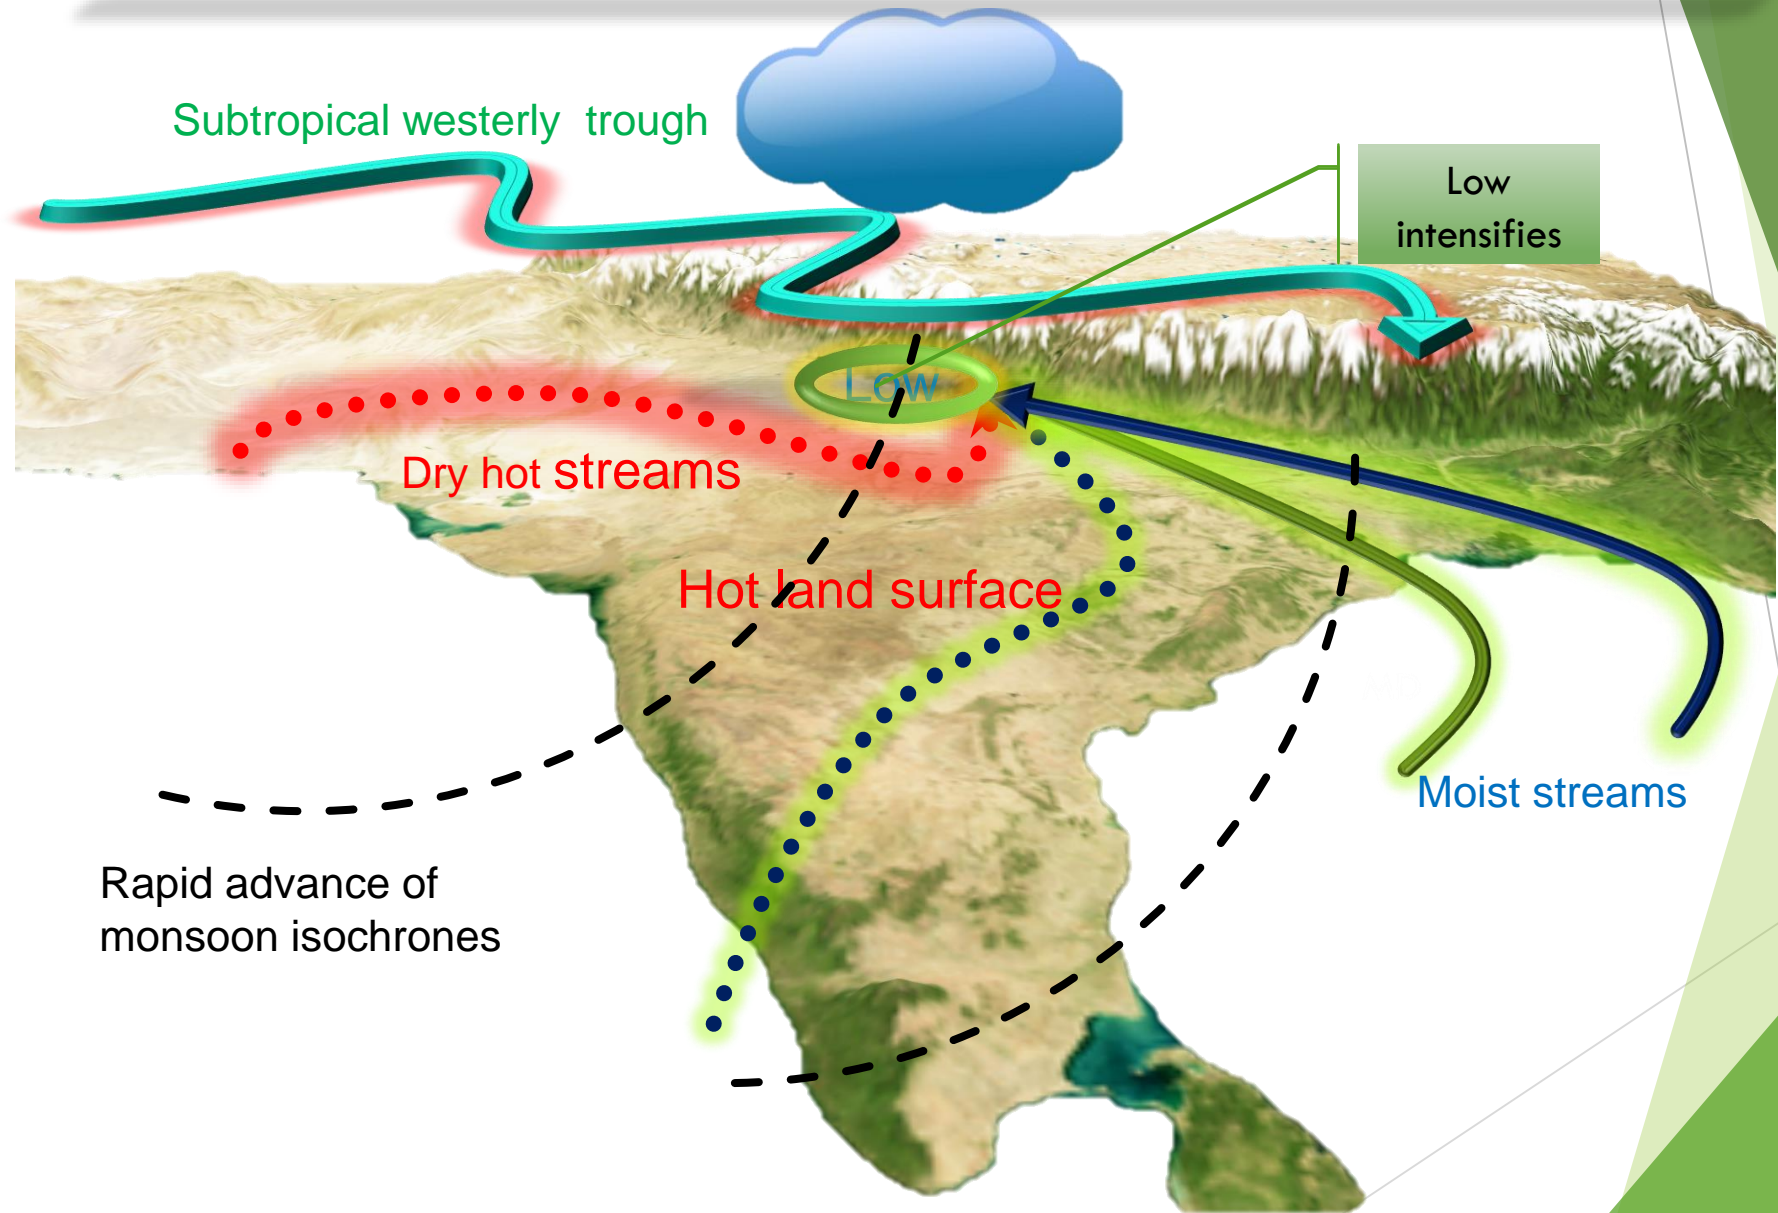 Subtropical westerly  trough
Low
intensifies
Low
Dry hot streams
Hot land surface
Moist streams
Rapid advance of
monsoon isochrones